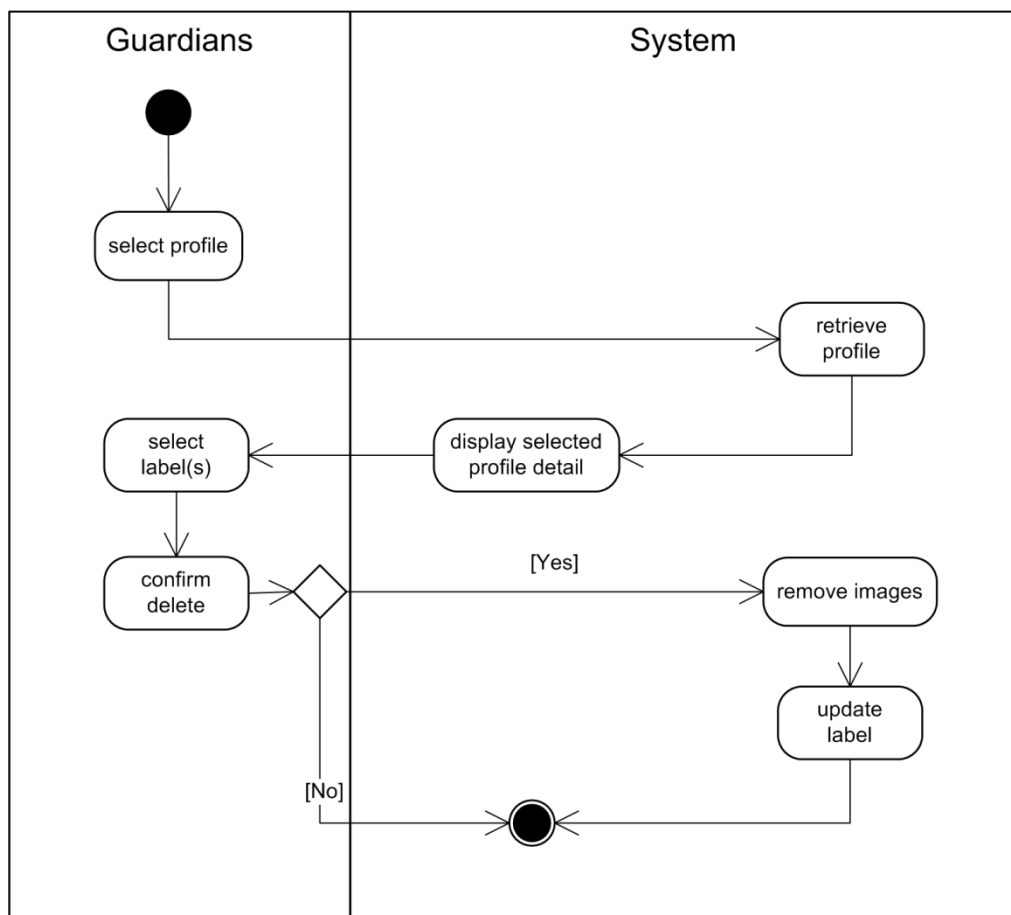 Guardians
System
select profile
retrieve
profile
select
label(s)
display selected
profile detail
confirm
delete
[Yes]
remove images
update
label
[No]